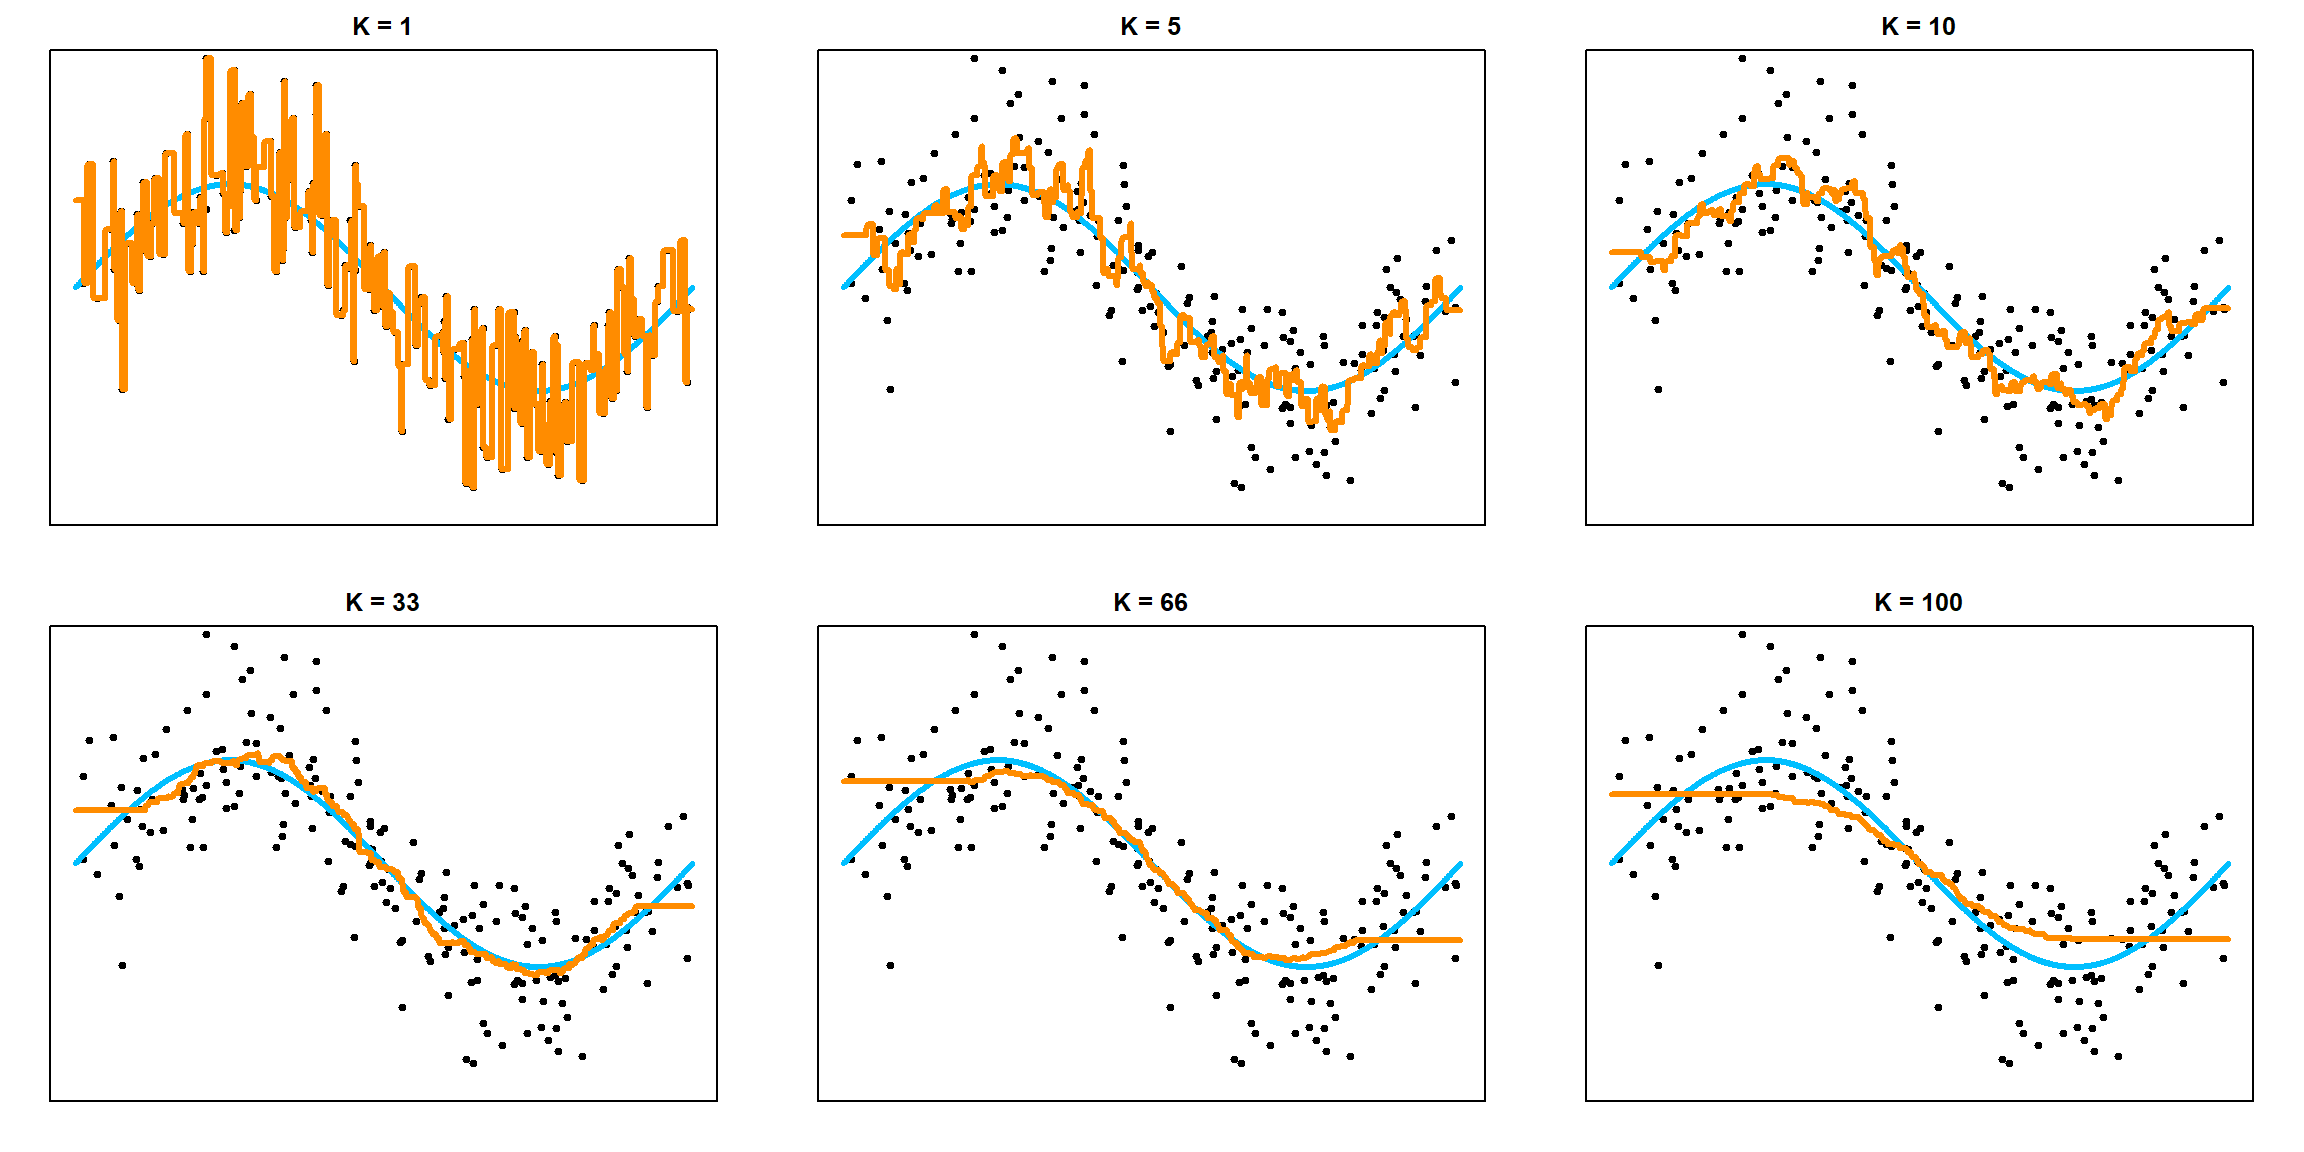 K = 1
K = 5
K = 10
K = 33
K = 66
K = 100